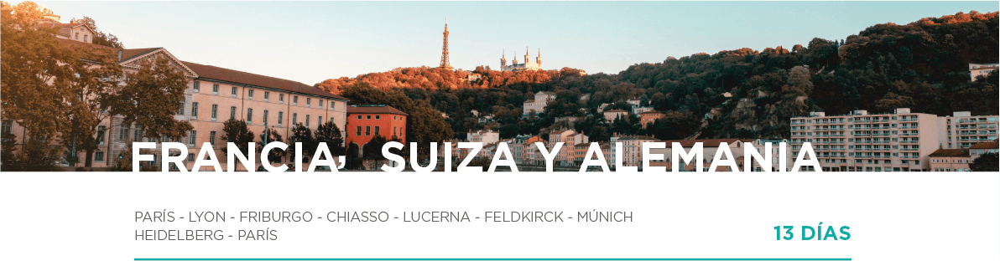 FRANCIA, SUIZA Y ALEMANIA
PARÍS - LYON - FRIBURGO - CHIASSO - LUCERNA - FELDKIRCK - MÚNICH
HEIDELBERG - PARÍS
13 DÍAS